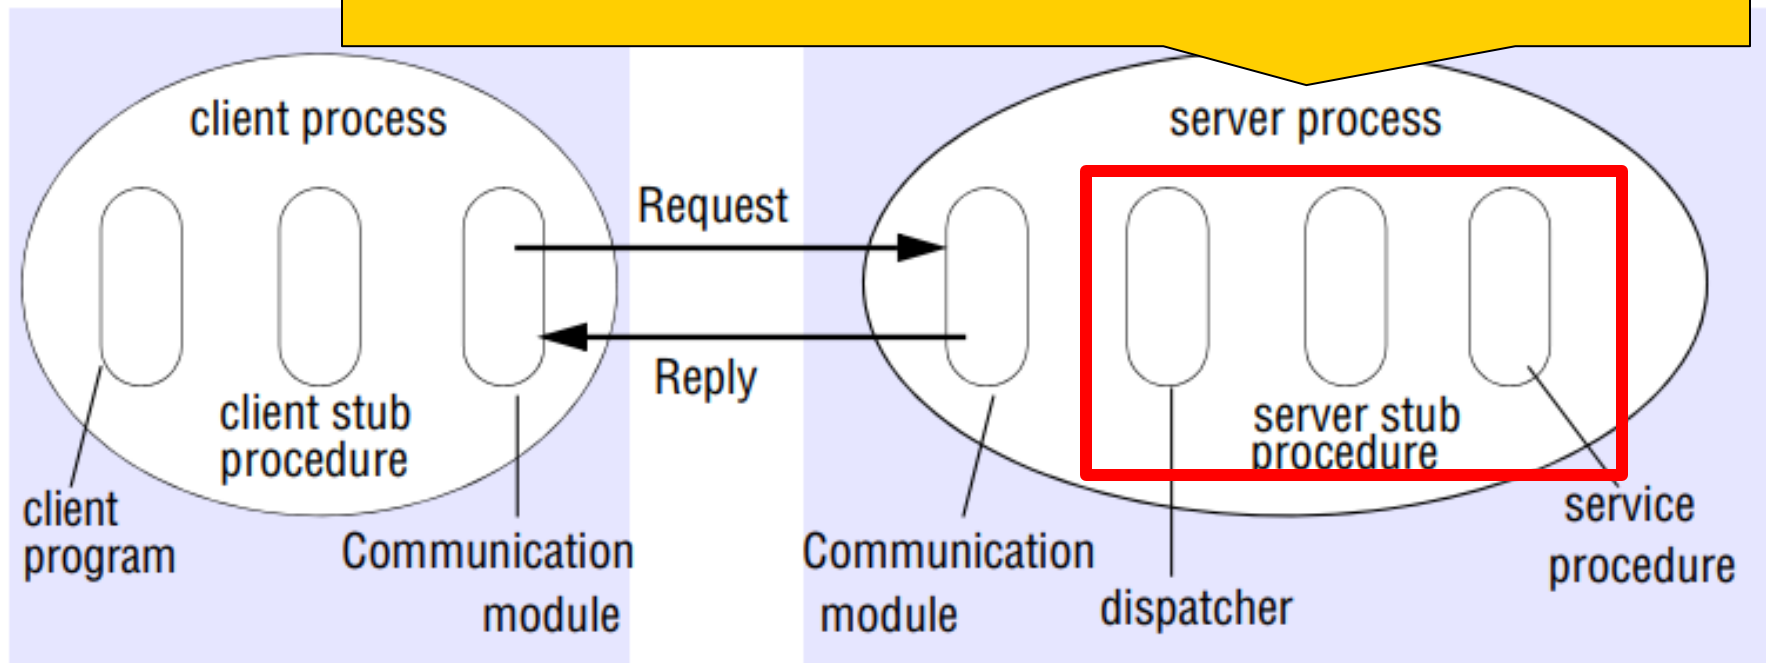 client process
server process
Request
Reply
client stub
procedure
server stub
procedure
client
program
Communication
module
Communication
module
dispatcher
service
procedure